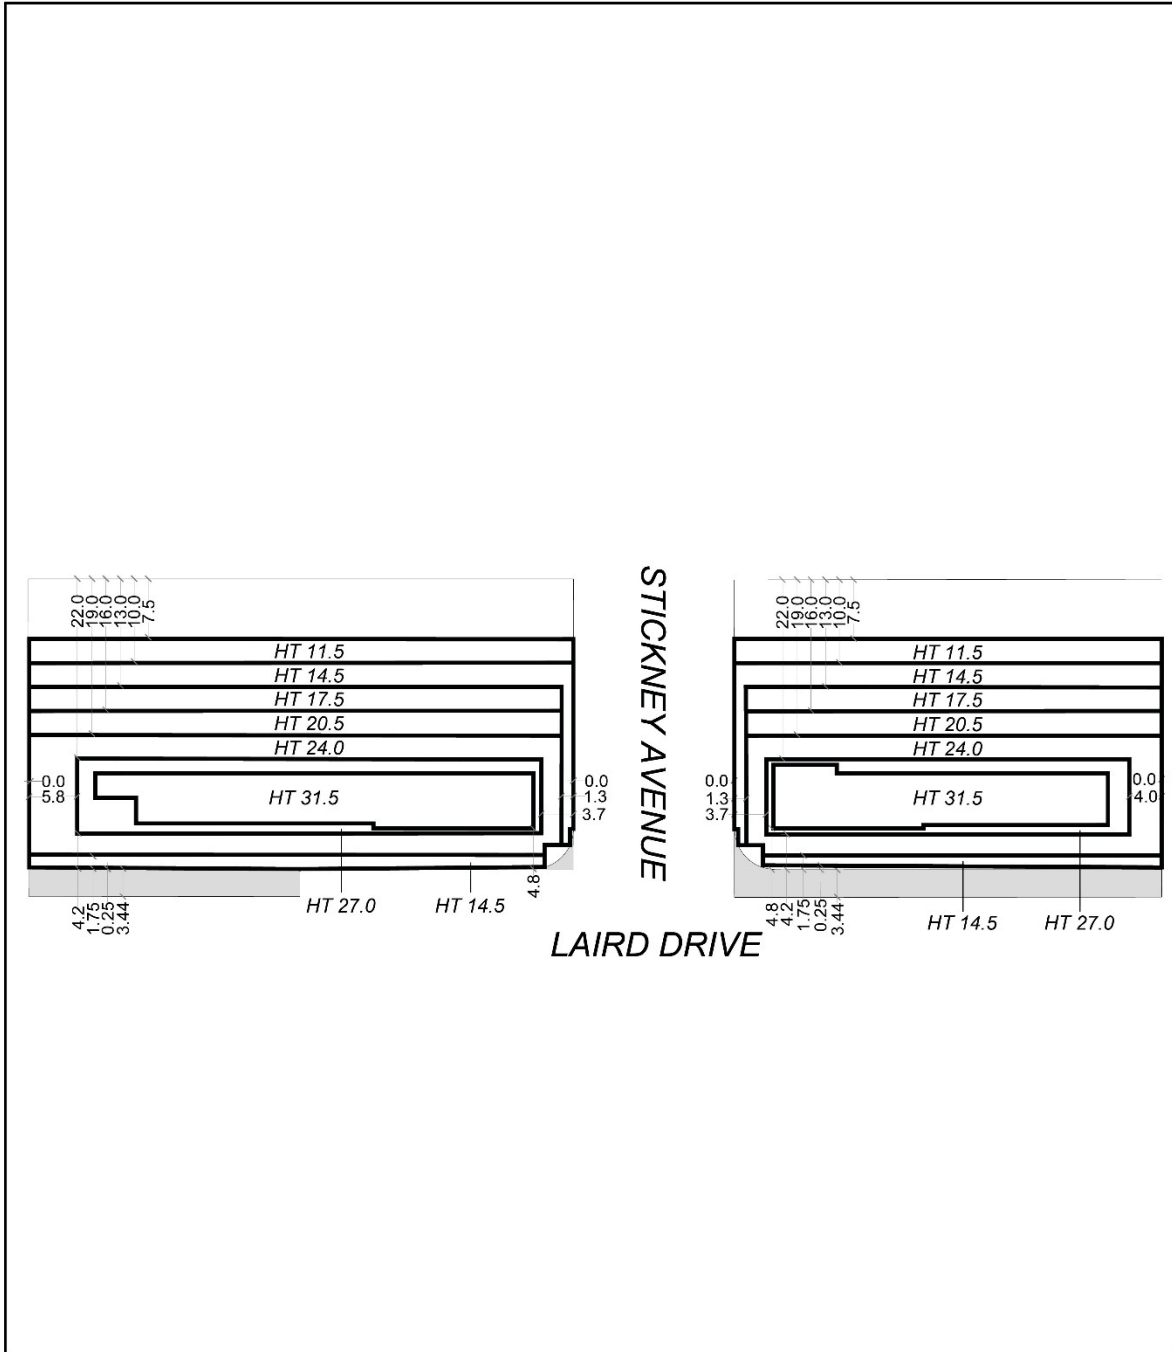 22.0
19.0
16.0
13.0
10.0
7.5
HT 11.5
HT 14.5
HT 17.5
HT 20.5
HT 24.0
HT 31.5
0.0
5.8
0.0
1.3
3.7
4.2
1.75
0.25
3.44
4.8
HT 27.0
HT 14.5
STICKNEY AVENUE
22.0
19.0
16.0
13.0
10.0
7.5
HT 11.5
HT 14.5
HT 17.5
HT 20.5
HT 24.0
HT 31.5
0.0
1.3
3.7
0.0
4.0
4.8
4.2
1.75
0.25
3.44
HT 14.5
HT 27.0
LAIRD DRIVE